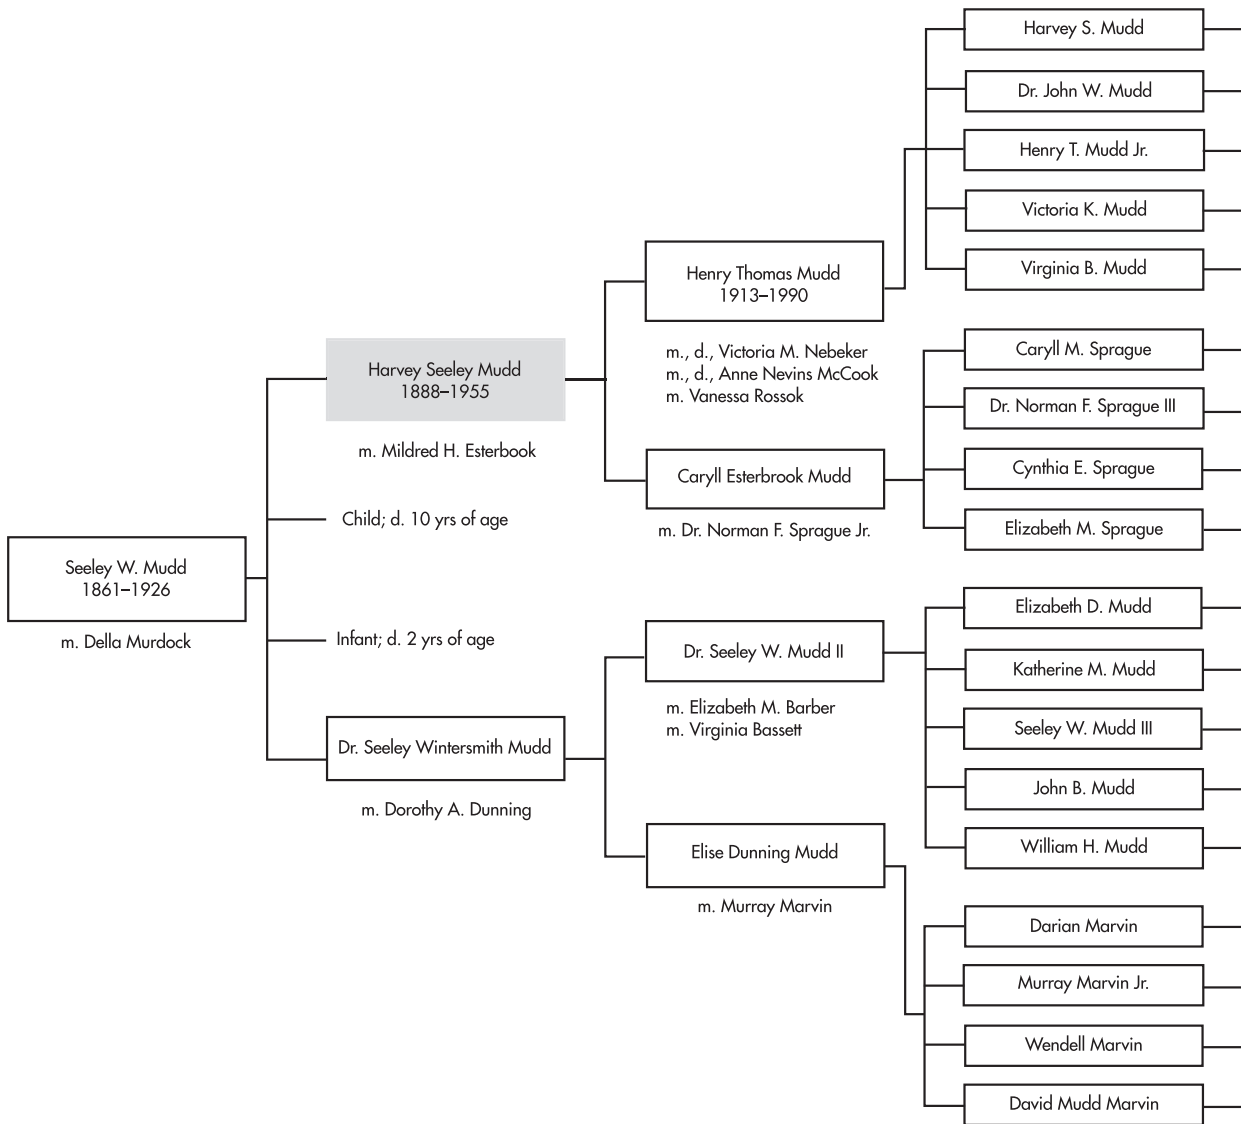 Seeley W. Mudd
1861–1926
m. Della Murdock
Harvey Seeley Mudd
1888–1955
m. Mildred H. Esterbook
Child; d. 10 yrs of age
Infant; d. 2 yrs of age
Dr. Seeley Wintersmith Mudd
m. Dorothy A. Dunning
Henry Thomas Mudd
1913–1990
m., d., Victoria M. Nebeker
m., d., Anne Nevins McCook
m. Vanessa Rossok
Caryll Esterbrook Mudd
m. Dr. Norman F. Sprague Jr.
Dr. Seeley W. Mudd II
m. Elizabeth M. Barber
m. Virginia Bassett
Elise Dunning Mudd
m. Murray Marvin
Harvey S. Mudd
Dr. John W. Mudd
Henry T. Mudd Jr.
Victoria K. Mudd
Virginia B. Mudd
Caryll M. Sprague
Dr. Norman F. Sprague III
Cynthia E. Sprague
Elizabeth M. Sprague
Elizabeth D. Mudd
Katherine M. Mudd
Seeley W. Mudd III
John B. Mudd
William H. Mudd
Darian Marvin
Murray Marvin Jr.
Wendell Marvin
David Mudd Marvin